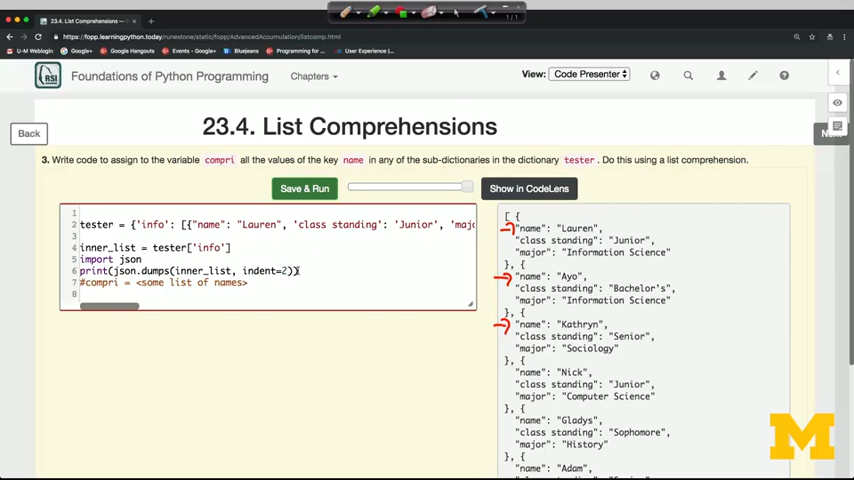 23.4. List Comprehensions —
1/1
https://fopp.learningpython.today/runestone/static/fopp/AdvancedAccumulation/listcomp.html
U-M Weblogin Google+ Google Hangouts Events - Google+ Bluejeans Programming for ... User Experience (...
RSI Foundations of Python Programming Chapters View: Code Presenter
Back
23.4. List Comprehensions
3. Write code to assign to the variable compri all the values of the key name in any of the sub-dictionaries in the dictionary tester. Do this using a list comprehension.
Save & Run Show in CodeLens
1
2 tester = {'info': [{"name": "Lauren", 'class standing': 'Junior', 'majo
3
4 inner_list = tester['info']
5 import json
6 print(json.dumps(inner_list, indent=2))
7 #compri = <some list of names>
8
[ {
"name": "Lauren",
"class standing": "Junior",
"major": "Information Science"
}, {
"name": "Ayo",
"class standing": "Bachelor's",
"major": "Information Science"
}, {
"name": "Kathryn",
"class standing": "Senior",
"major": "Sociology"
}, {
"name": "Nick",
"class standing": "Junior",
"major": "Computer Science"
}, {
"name": "Gladys",
"class standing": "Sophomore",
"major": "History"
}, {
"name": "Adam",
M